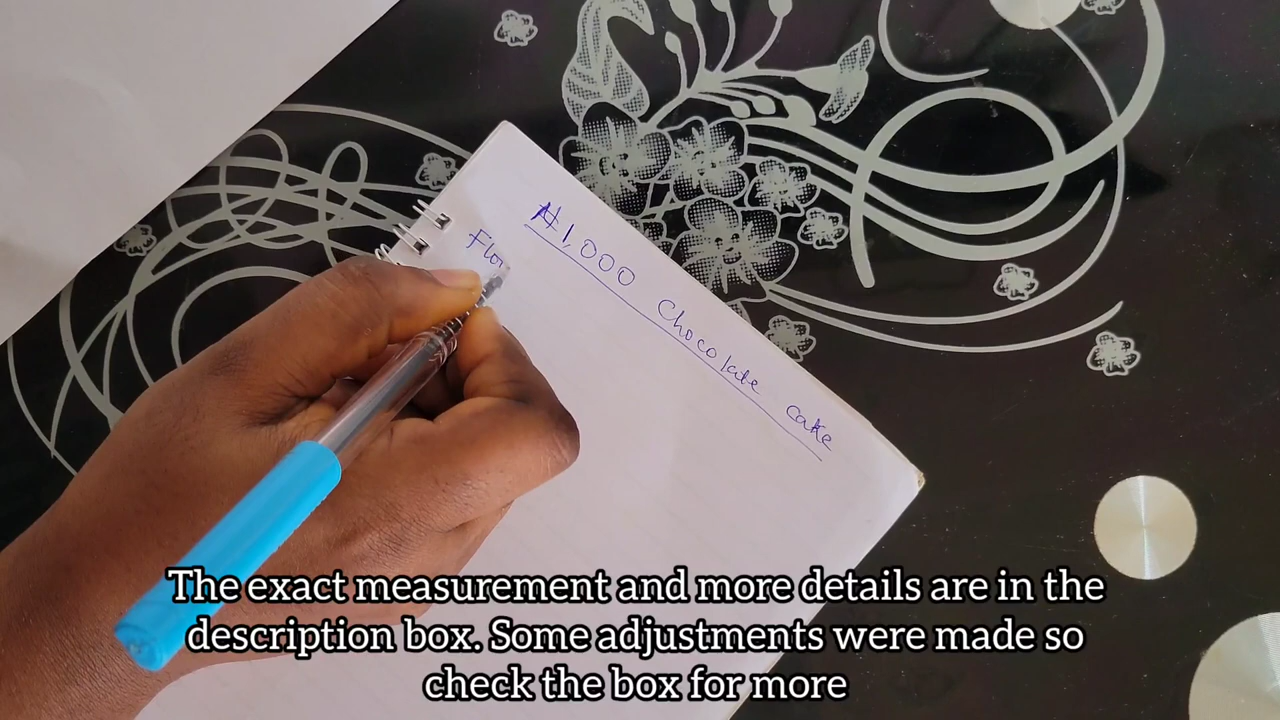 ₦1,000 Chocolate cake
Flo
The exact measurement and more details are in the
description box. Some adjustments were made so
check the box for more